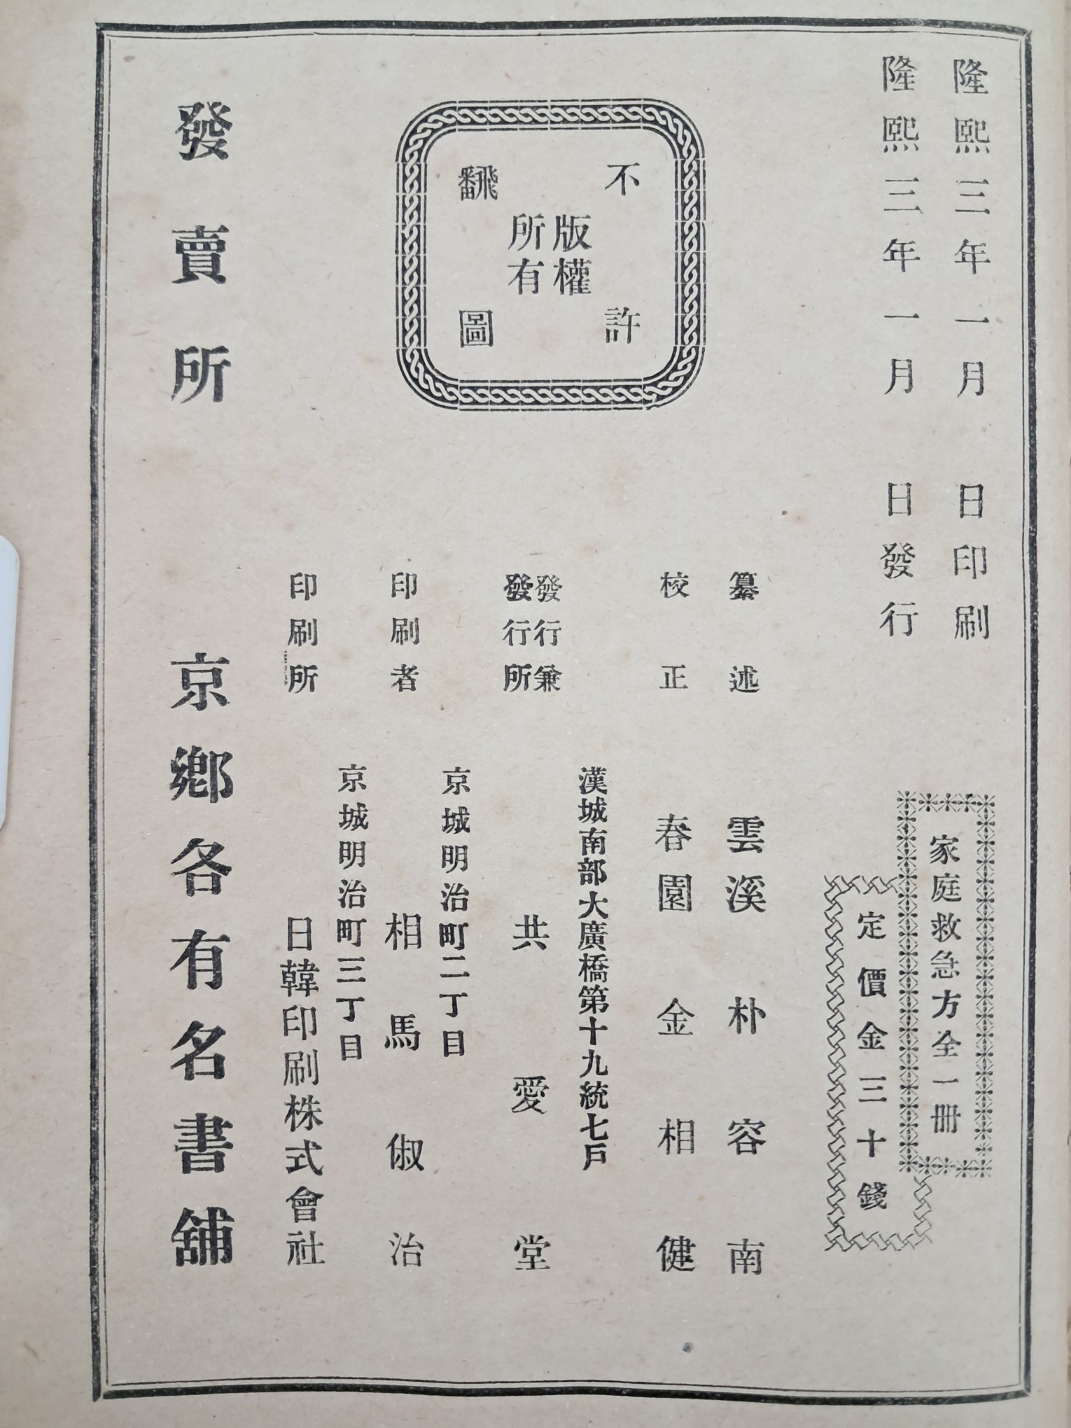 隆熙三年一月 日印刷
隆熙三年一月 日發行
家庭救急方全一冊
定價金三十錢
不許
版權
所有
飜圖
纂述 雲溪 朴容南
校正 春園 金相健
漢城南部大廣橋第十九統七戶
發行兼
發行所 共愛堂
京城明治町二丁目
印刷者 相馬俶治
京城明治町三丁目
印刷所 日韓印刷株式會社
發賣所 京鄉各有名書舖